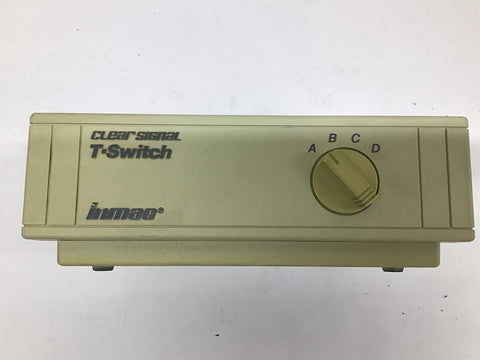 CLEAR SIGNAL
T•Switch
inmac®
A B C D